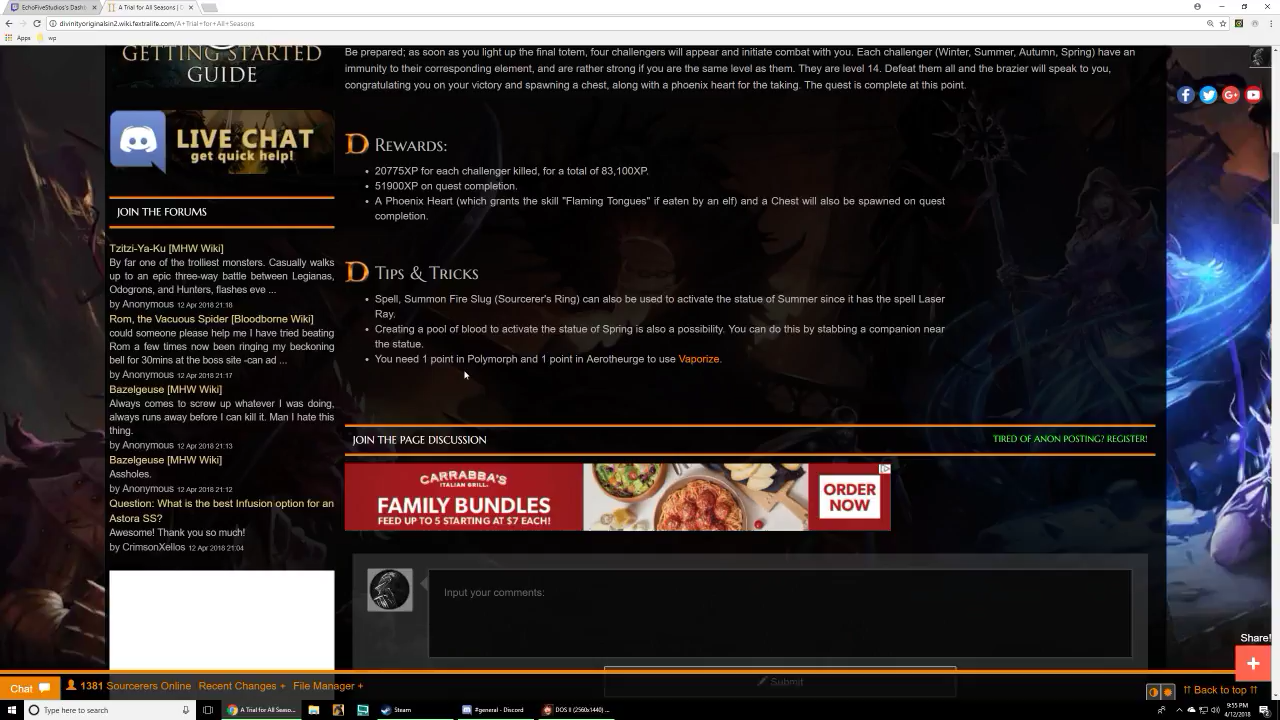 EchoFiveStudios's Dashb
A Trial for All Seasons | D
divinityoriginalsin2.wiki.fextralife.com/A+Trial+for+All+Seasons
Apps wp
GETTING STARTED
GUIDE
LIVE CHAT
get quick help!
JOIN THE FORUMS
Tzitzi-Ya-Ku [MHW Wiki]
By far one of the trolliest monsters. Casually walks
up to an epic three-way battle between Legianas,
Odogrons, and Hunters, flashes eve ...
by Anonymous 12 Apr 2018 21:18
Rom, the Vacuous Spider [Bloodborne Wiki]
could someone please help me I have tried beating
Rom a few times now been ringing my beckoning
bell for 30mins at the boss site -can ad ...
by Anonymous 12 Apr 2018 21:17
Bazelgeuse [MHW Wiki]
Always comes to screw up whatever I was doing,
always runs away before I can kill it. Man I hate this
thing.
by Anonymous 12 Apr 2018 21:13
Bazelgeuse [MHW Wiki]
Assholes.
by Anonymous 12 Apr 2018 21:12
Question: What is the best Infusion option for an
Astora SS?
Awesome! Thank you so much!
by CrimsonXellos 12 Apr 2018 21:04
Be prepared; as soon as you light up the final totem, four challengers will appear and initiate combat with you. Each challenger (Winter, Summer, Autumn, Spring) have an
immunity to their corresponding element, and are rather strong if you are the same level as them. They are level 14. Defeat them all and the brazier will speak to you,
congratulating you on your victory and spawning a chest, along with a phoenix heart for the taking. The quest is complete at this point.
REWARDS:
20775XP for each challenger killed, for a total of 83,100XP.
51900XP on quest completion.
A Phoenix Heart (which grants the skill "Flaming Tongues" if eaten by an elf) and a Chest will also be spawned on quest
completion.
TIPS & TRICKS
Spell, Summon Fire Slug (Sourcerer's Ring) can also be used to activate the statue of Summer since it has the spell Laser
Ray.
Creating a pool of blood to activate the statue of Spring is also a possibility. You can do this by stabbing a companion near
the statue.
You need 1 point in Polymorph and 1 point in Aerotheurge to use Vaporize.
JOIN THE PAGE DISCUSSION
TIRED OF ANON POSTING? REGISTER!
CARRABBA'S
ITALIAN GRILL
FAMILY BUNDLES
FEED UP TO 5 STARTING AT $7 EACH!
ORDER
NOW
Input your comments:
Submit
Share!
Chat
1381 Sourcerers Online Recent Changes + File Manager +
Back to top
Type here to search
A Trial for All Seaso...
Steam
#general - Discord
DOS II (2560x1440) ...
9:55 PM
4/12/2018